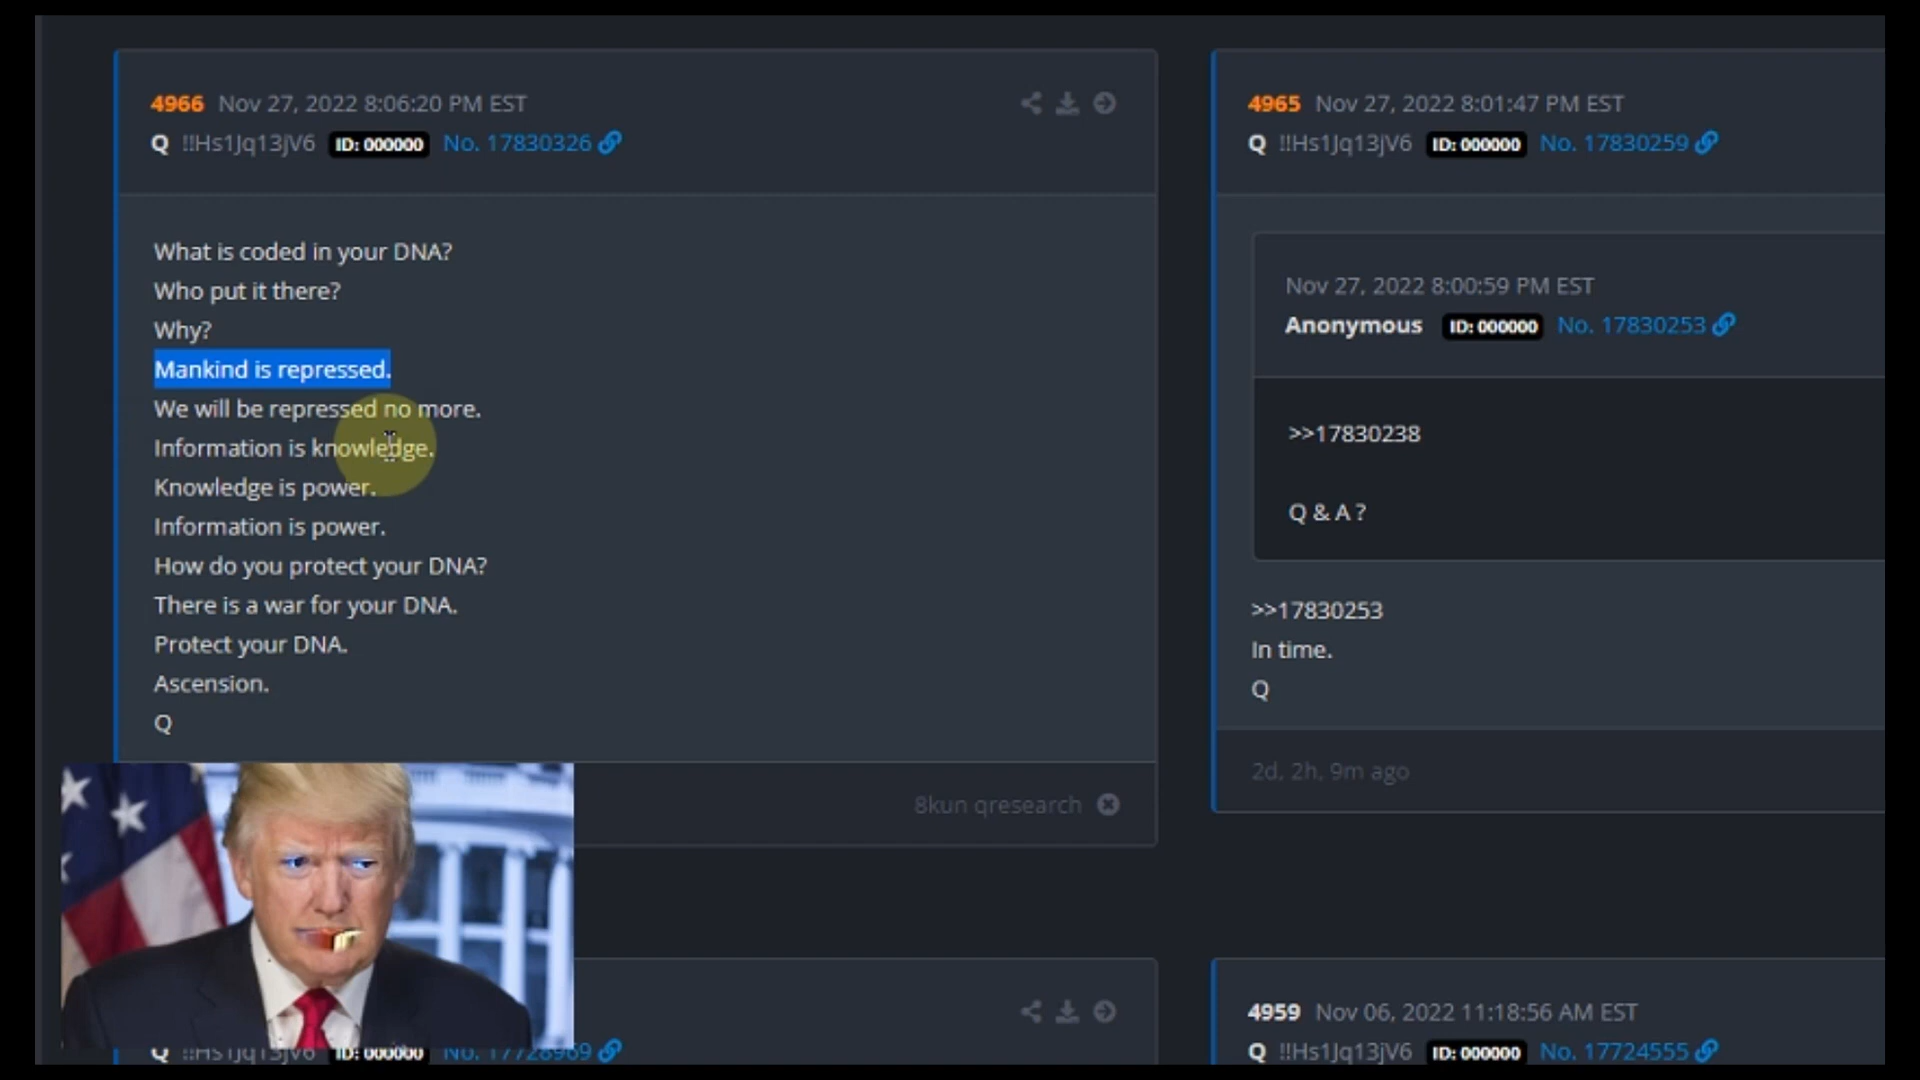 4966 Nov 27, 2022 8:06:20 PM EST
Q !!Hs1Jq13jV6 ID: 000000 No. 17830326
What is coded in your DNA?
Who put it there?
Why?
Mankind is repressed.
We will be repressed no more.
Information is knowledge.
Knowledge is power.
Information is power.
How do you protect your DNA?
There is a war for your DNA.
Protect your DNA.
Ascension.
Q
8kun qresearch
4965 Nov 27, 2022 8:01:47 PM EST
Q !!Hs1Jq13jV6 ID: 000000 No. 17830259
Nov 27, 2022 8:00:59 PM EST
Anonymous ID: 000000 No. 17830253
>>17830238
Q & A ?
>>17830253
In time.
Q
2d, 2h, 9m ago
Q !!Hs1Jq13jV6 ID: 000000 No. 17728969
4959 Nov 06, 2022 11:18:56 AM EST
Q !!Hs1Jq13jV6 ID: 000000 No. 17724555